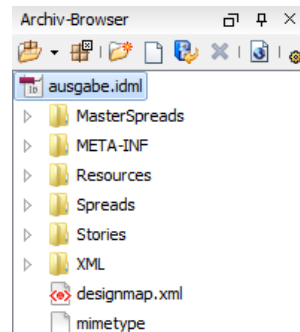 Archiv-Browser
ausgabe.idml
MasterSpreads
META-INF
Resources
Spreads
Stories
XML
designmap.xml
mimetype